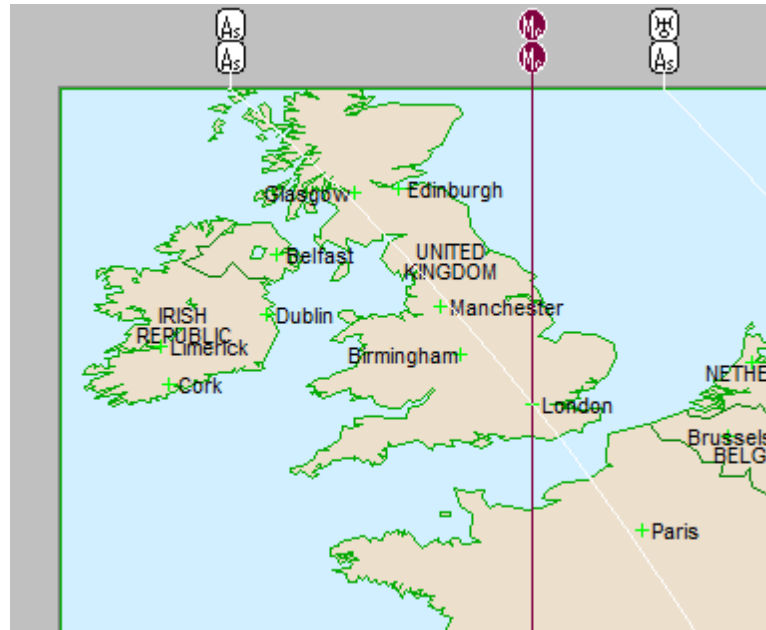 As
As
Mc
Mc
♅
As
Glasgow
Edinburgh
Belfast
UNITED
KINGDOM
Manchester
IRISH
REPUBLIC
Dublin
Limerick
Birmingham
Cork
London
NETHE
Brussels
BELG
Paris